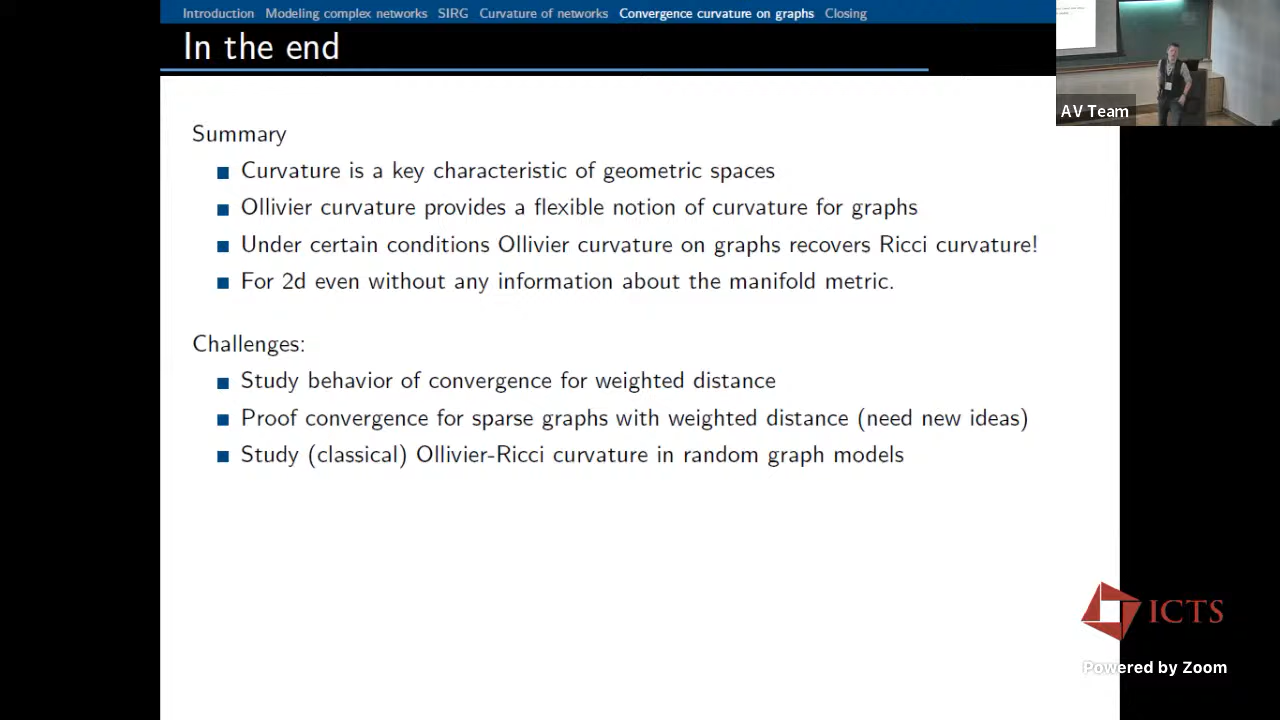 Introduction Modeling complex networks SIRG Curvature of networks Convergence curvature on graphs Closing
In the end
AV Team
Summary
Curvature is a key characteristic of geometric spaces
Ollivier curvature provides a flexible notion of curvature for graphs
Under certain conditions Ollivier curvature on graphs recovers Ricci curvature!
For 2d even without any information about the manifold metric.
Challenges:
Study behavior of convergence for weighted distance
Proof convergence for sparse graphs with weighted distance (need new ideas)
Study (classical) Ollivier-Ricci curvature in random graph models
ICTS
Powered by Zoom